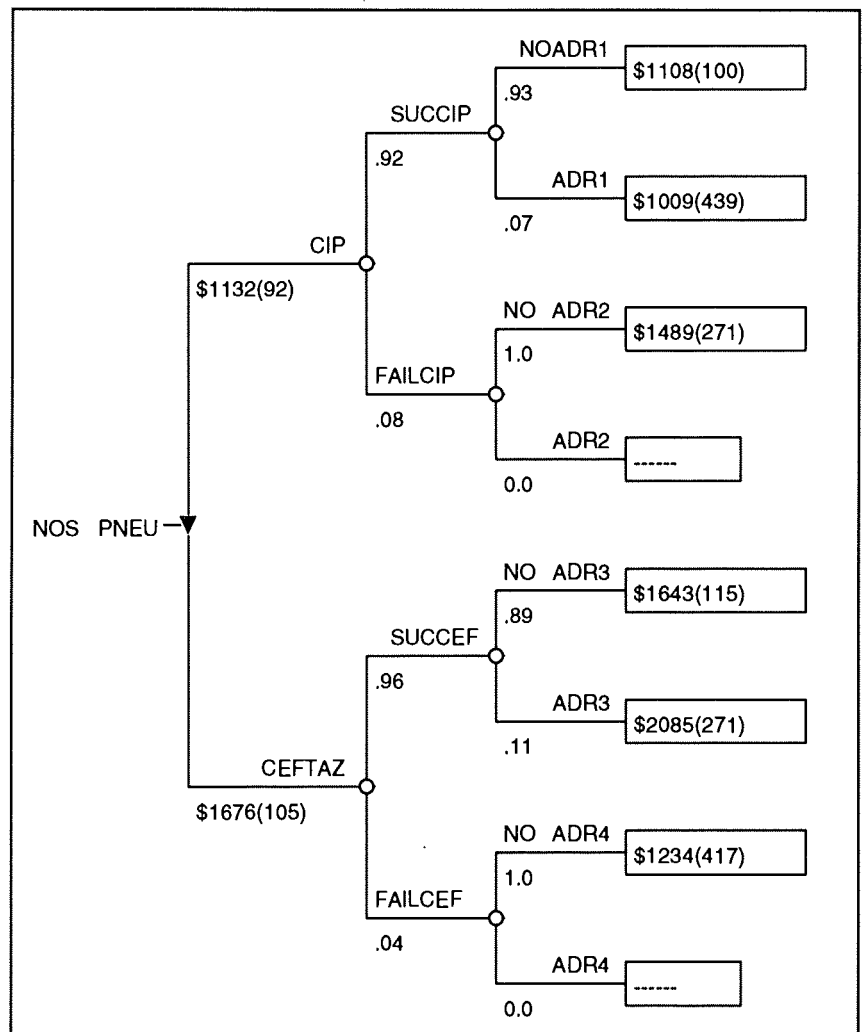 NOADR1
$1108(100)
.93
SUCCIP
.92
ADR1
$1009(439)
.07
CIP
$1132(92)
NO ADR2
$1489(271)
1.0
FAILCIP
.08
ADR2
------
0.0
NOS PNEU
NO ADR3
$1643(115)
.89
SUCCEF
.96
ADR3
$2085(271)
.11
CEFTAZ
$1676(105)
NO ADR4
$1234(417)
1.0
FAILCEF
.04
ADR4
------
0.0